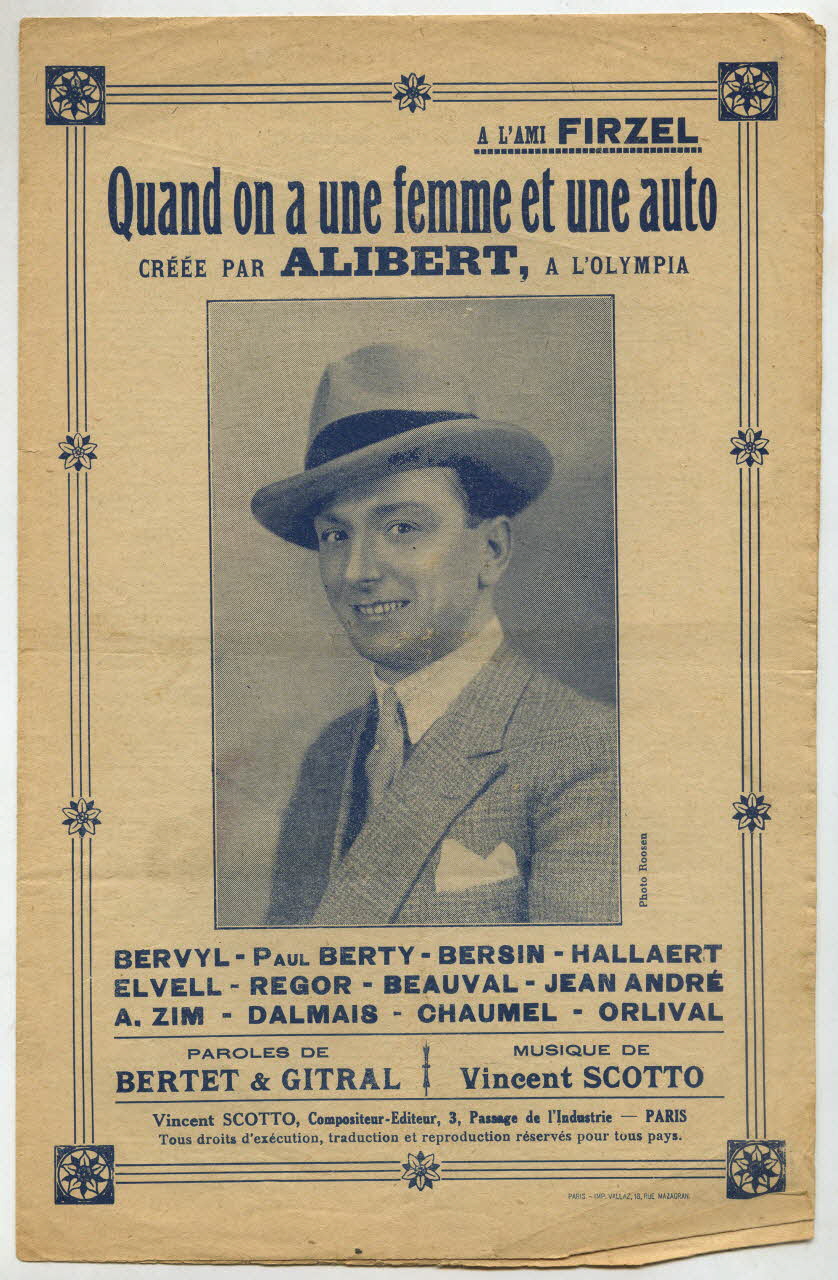 A L'AMI FIRZEL
Quand on a une femme et une auto
CRÉÉE PAR ALIBERT, A L'OLYMPIA
Photo Roosen
BERVYL - PAUL BERTY - BERSIN - HALLAERT
ELVELL - REGOR - BEAUVAL - JEAN ANDRÉ
A. ZIM - DALMAIS - CHAUMEL - ORLIVAL
PAROLES DE
BERTET & GITRAL
MUSIQUE DE
Vincent SCOTTO
Vincent SCOTTO, Compositeur-Editeur, 3, Passage de l'Industrie — PARIS
Tous droits d'exécution, traduction et reproduction réservés pour tous pays.
PARIS - IMP. VALLAZ, 18, RUE MAZAGRAN.